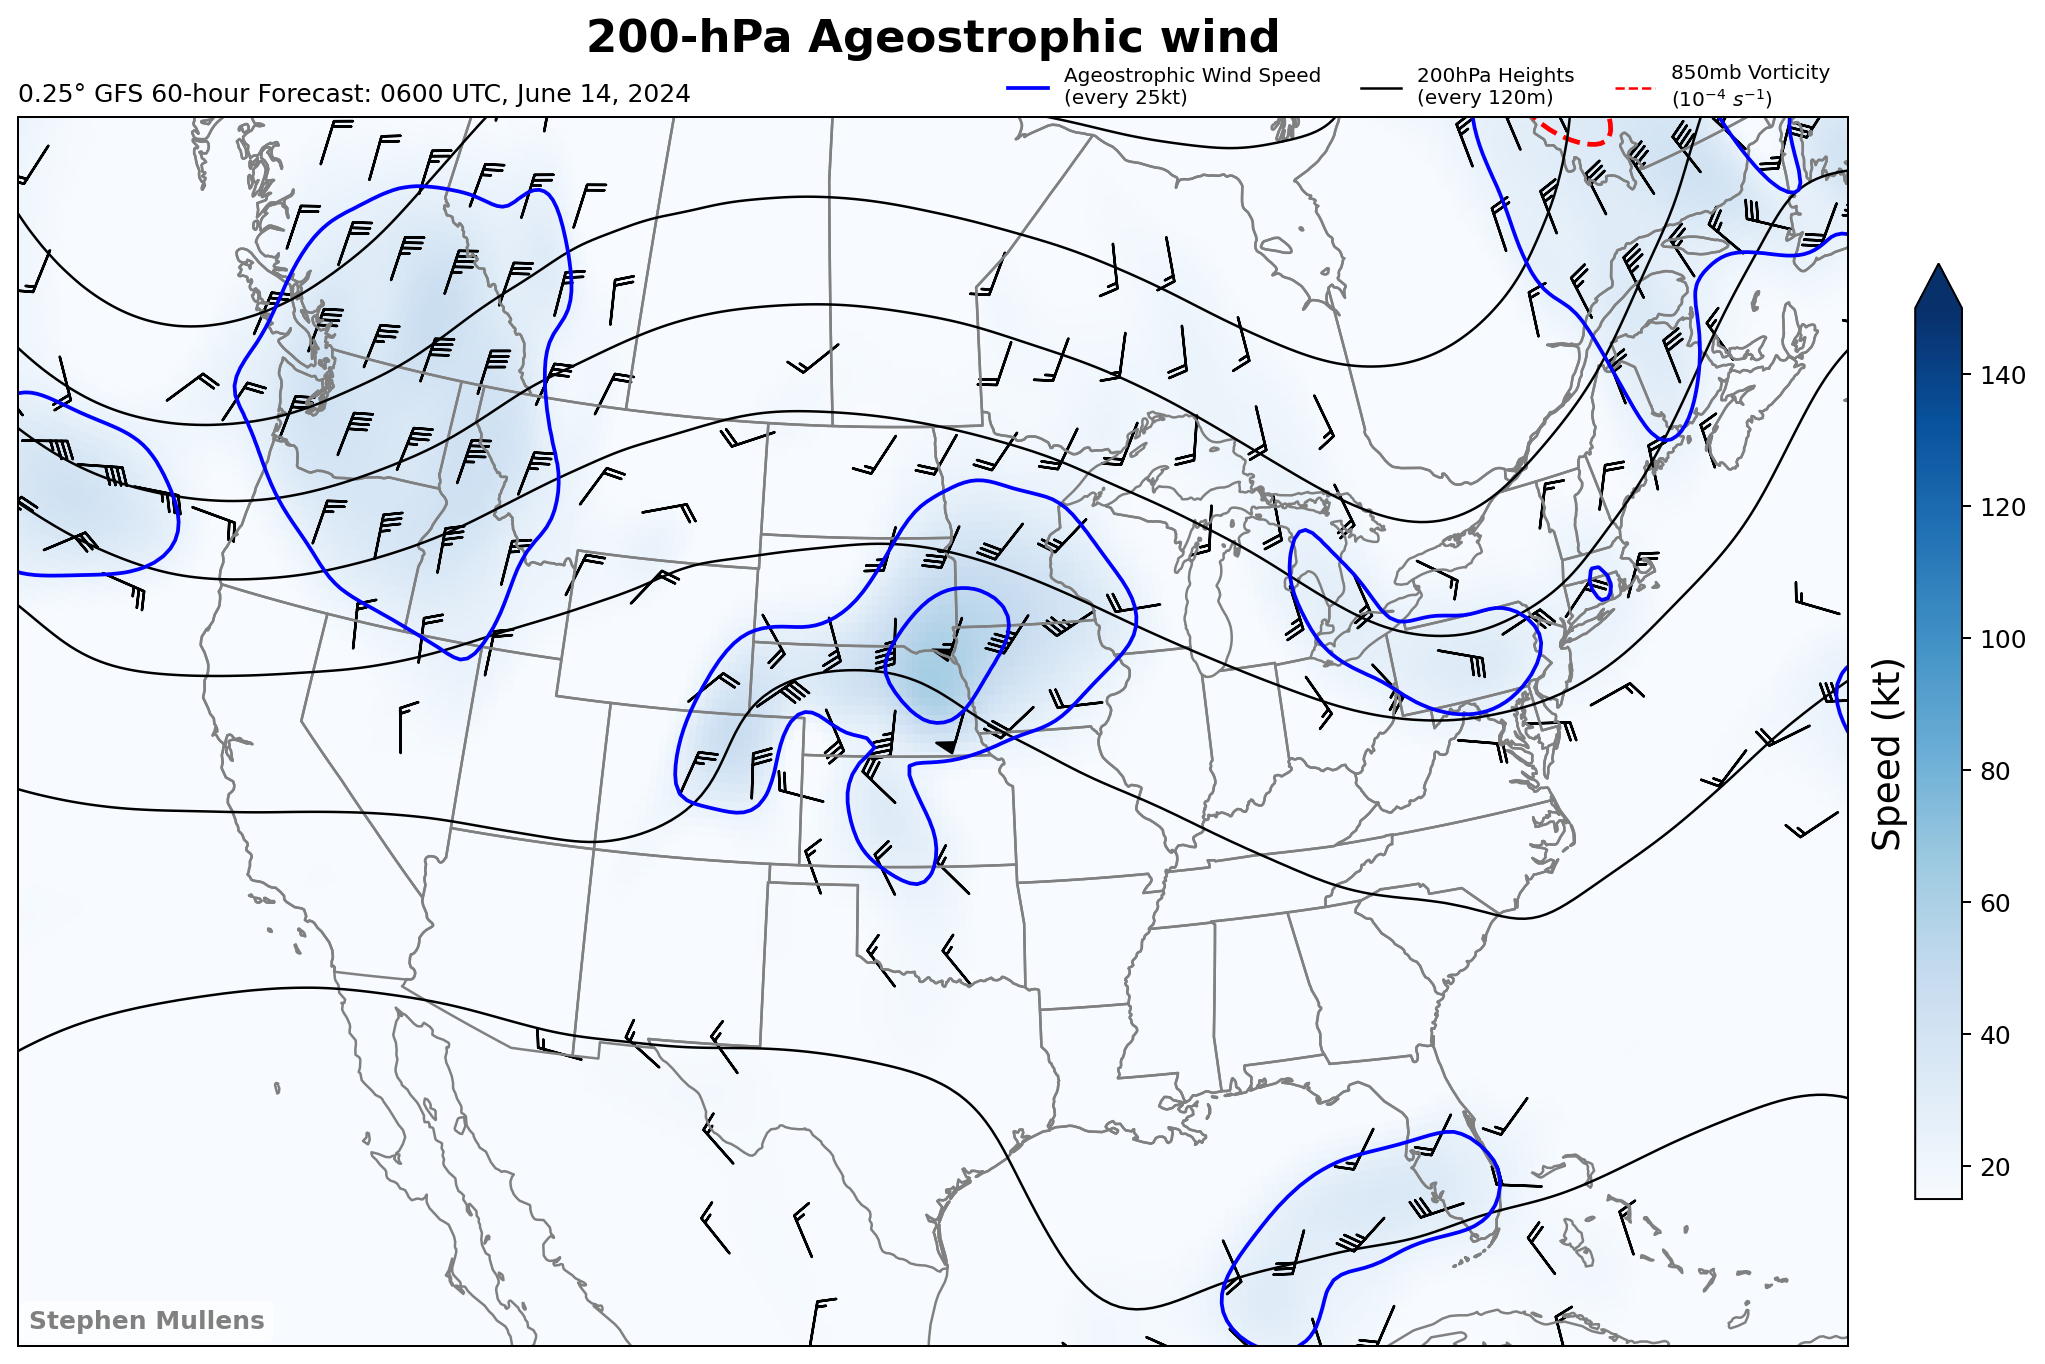 200-hPa Ageostrophic wind
0.25° GFS 60-hour Forecast: 0600 UTC, June 14, 2024
Ageostrophic Wind Speed
(every 25kt)
200hPa Heights
(every 120m)
850mb Vorticity
(10⁻⁴ s⁻¹)
140
120
100
80
60
40
20
Speed (kt)
Stephen Mullens